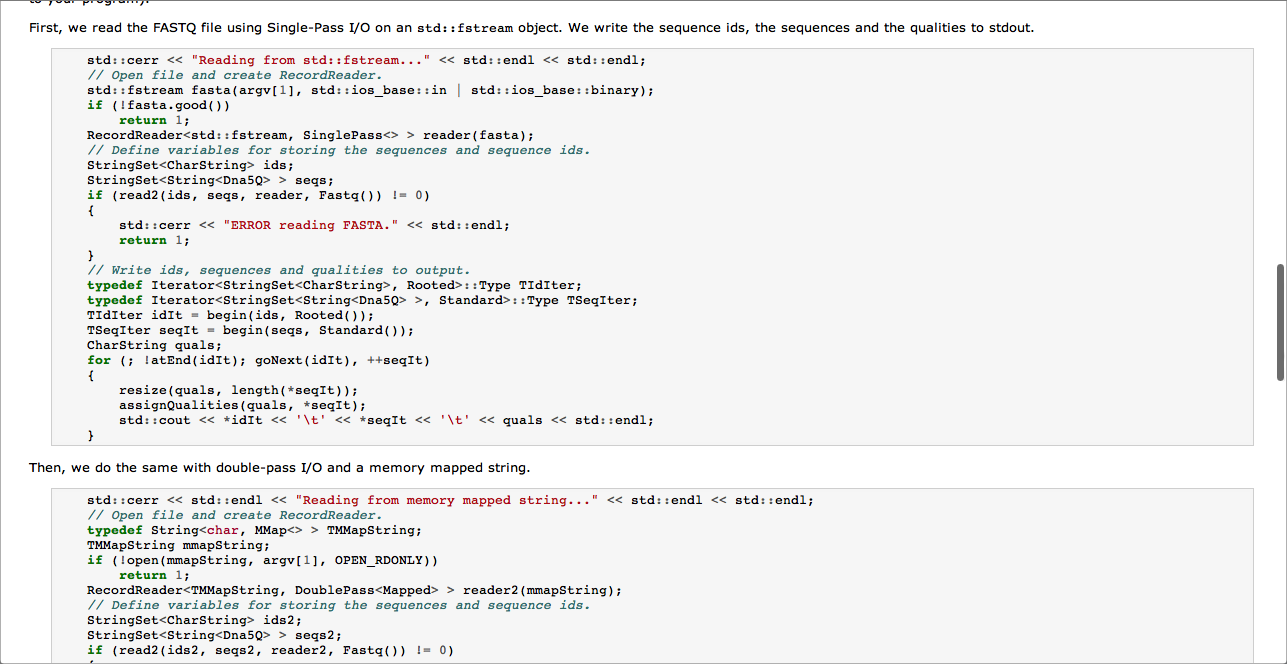 to your program).
First, we read the FASTQ file using Single-Pass I/O on an std::fstream object. We write the sequence ids, the sequences and the qualities to stdout.
std::cerr << "Reading from std::fstream..." << std::endl << std::endl;
// Open file and create RecordReader.
std::fstream fasta(argv[1], std::ios_base::in | std::ios_base::binary);
if (!fasta.good())
    return 1;
RecordReader<std::fstream, SinglePass<> > reader(fasta);
// Define variables for storing the sequences and sequence ids.
StringSet<CharString> ids;
StringSet<String<Dna5Q> > seqs;
if (read2(ids, seqs, reader, Fastq()) != 0)
{
    std::cerr << "ERROR reading FASTA." << std::endl;
    return 1;
}
// Write ids, sequences and qualities to output.
typedef Iterator<StringSet<CharString>, Rooted>::Type TIdIter;
typedef Iterator<StringSet<String<Dna5Q> >, Standard>::Type TSeqIter;
TIdIter idIt = begin(ids, Rooted());
TSeqIter seqIt = begin(seqs, Standard());
CharString quals;
for (; !atEnd(idIt); goNext(idIt), ++seqIt)
{
    resize(quals, length(*seqIt));
    assignQualities(quals, *seqIt);
    std::cout << *idIt << '\t' << *seqIt << '\t' << quals << std::endl;
}
Then, we do the same with double-pass I/O and a memory mapped string.
std::cerr << std::endl << "Reading from memory mapped string..." << std::endl << std::endl;
// Open file and create RecordReader.
typedef String<char, MMap<> > TMMapString;
TMMapString mmapString;
if (!open(mmapString, argv[1], OPEN_RDONLY))
    return 1;
RecordReader<TMMapString, DoublePass<Mapped> > reader2(mmapString);
// Define variables for storing the sequences and sequence ids.
StringSet<CharString> ids2;
StringSet<String<Dna5Q> > seqs2;
if (read2(ids2, seqs2, reader2, Fastq()) != 0)
{